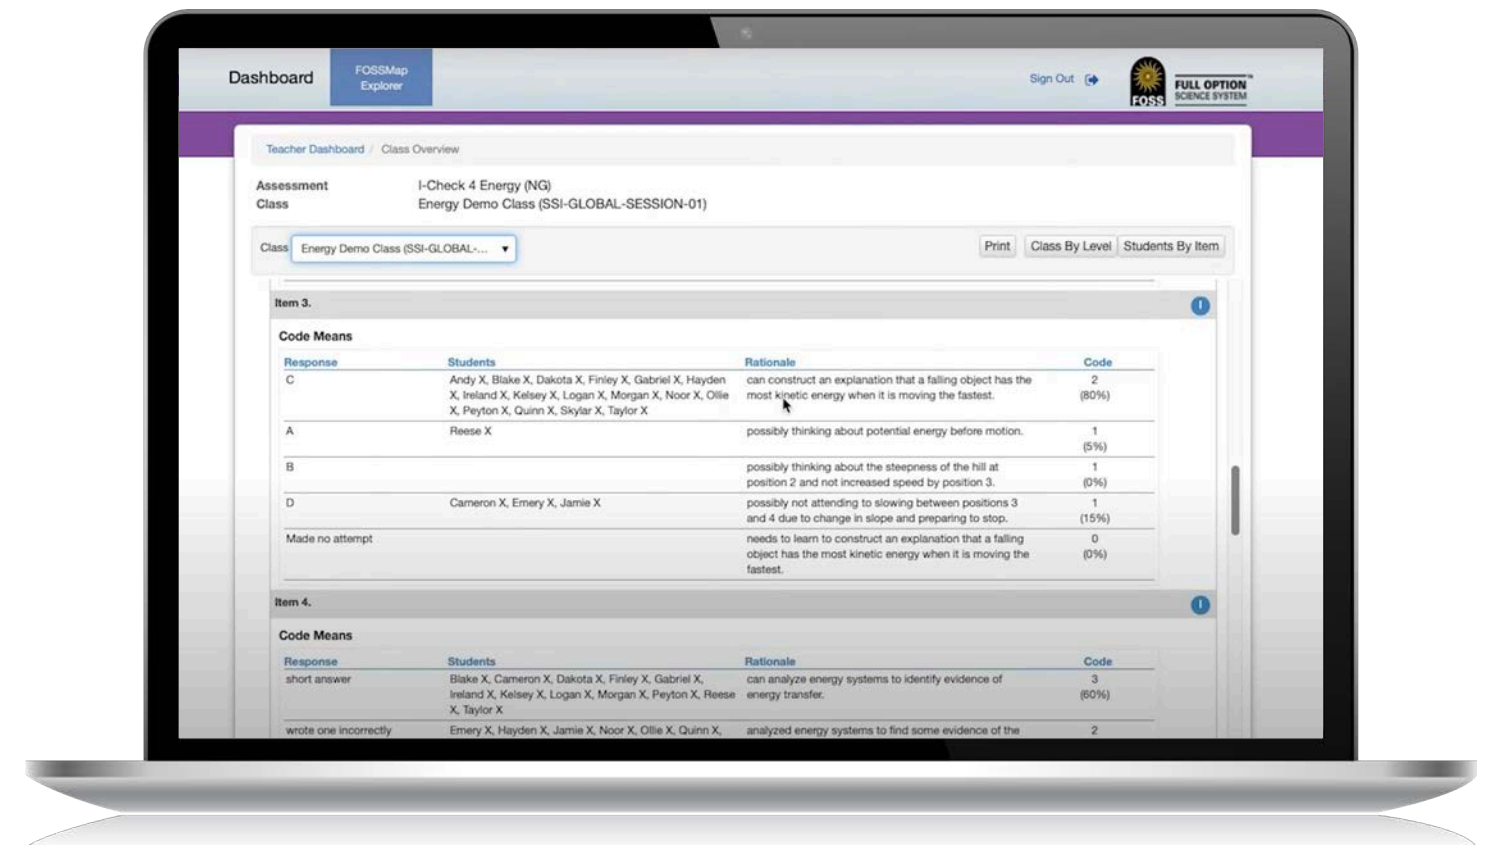 Dashboard
FOSSMap
Explorer
Sign Out
FOSS
FULL OPTION™
SCIENCE SYSTEM
Teacher Dashboard / Class Overview
Assessment I-Check 4 Energy (NG)
Class Energy Demo Class (SSI-GLOBAL-SESSION-01)
Class Energy Demo Class (SSI-GLOBAL-... Print Class By Level Students By Item
Item 3. I
Code Means
Response Students Rationale Code
C Andy X, Blake X, Dakota X, Finley X, Gabriel X, Hayden can construct an explanation that a falling object has the 2
X, Ireland X, Kelsey X, Logan X, Morgan X, Noor X, Ollie most kinetic energy when it is moving the fastest. (80%)
X, Peyton X, Quinn X, Skylar X, Taylor X
A Reese X possibly thinking about potential energy before motion. 1
(5%)
B possibly thinking about the steepness of the hill at 1
position 2 and not increased speed by position 3. (0%)
D Cameron X, Emery X, Jamie X possibly not attending to slowing between positions 3 1
and 4 due to change in slope and preparing to stop. (15%)
Made no attempt needs to learn to construct an explanation that a falling 0
object has the most kinetic energy when it is moving the (0%)
fastest.
Item 4. I
Code Means
Response Students Rationale Code
short answer Blake X, Cameron X, Dakota X, Finley X, Gabriel X, can analyze energy systems to identify evidence of 3
Ireland X, Kelsey X, Logan X, Morgan X, Peyton X, Reese energy transfer. (60%)
X, Taylor X
wrote one incorrectly Emery X, Hayden X, Jamie X, Noor X, Ollie X, Quinn X, analyzed energy systems to find some evidence of the 2